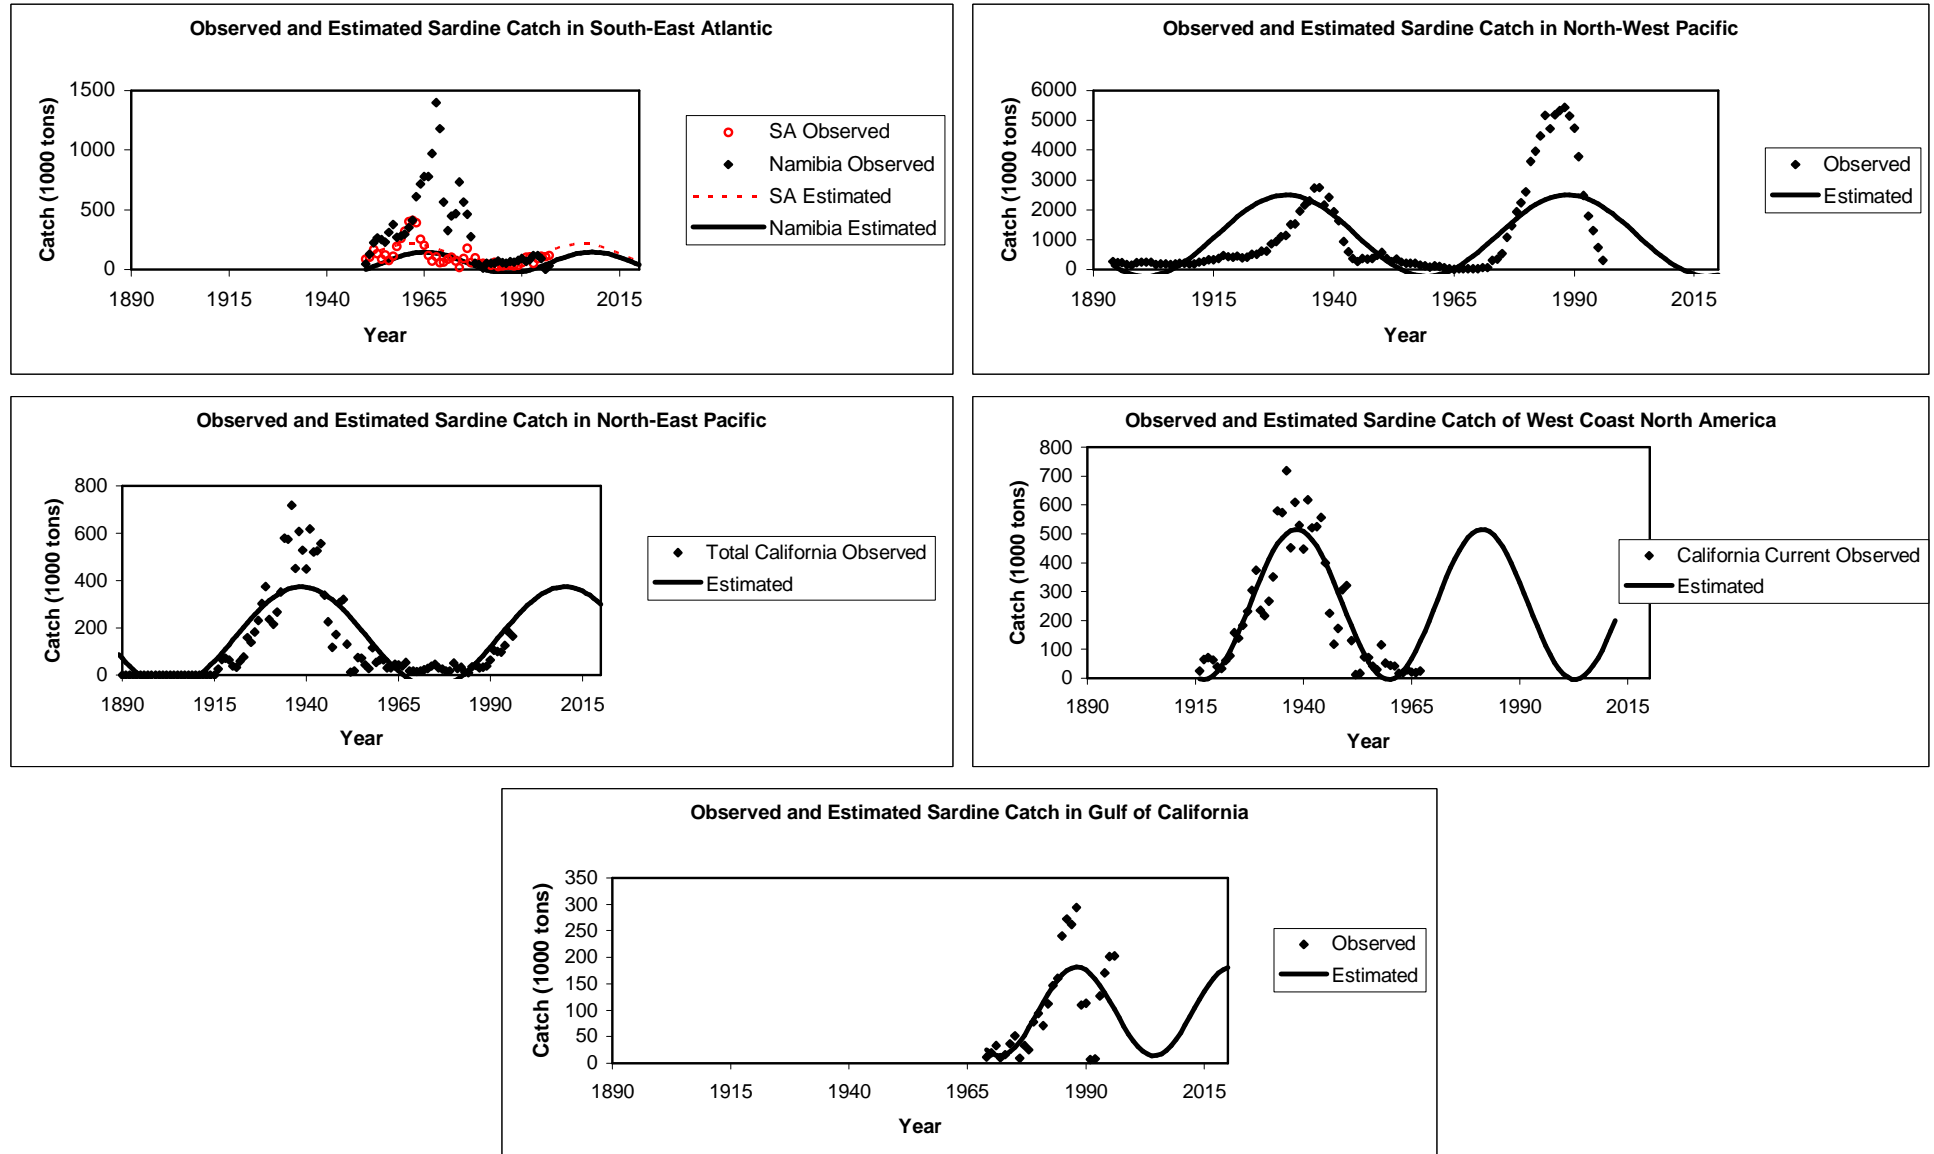 Observed and Estimated Sardine Catch in South-East Atlantic
Catch (1000 tons)
1500
1000
500
0
1890 1915 1940 1965 1990 2015
Year
SA Observed
Namibia Observed
SA Estimated
Namibia Estimated
Observed and Estimated Sardine Catch in North-West Pacific
Catch (1000 tons)
6000
5000
4000
3000
2000
1000
0
1890 1915 1940 1965 1990 2015
Year
Observed
Estimated
Observed and Estimated Sardine Catch in North-East Pacific
Catch (1000 tons)
800
600
400
200
0
1890 1915 1940 1965 1990 2015
Year
Total California Observed
Estimated
Observed and Estimated Sardine Catch of West Coast North America
Catch (1000 tons)
800
700
600
500
400
300
200
100
0
1890 1915 1940 1965 1990 2015
Year
California Current Observed
Estimated
Observed and Estimated Sardine Catch in Gulf of California
Catch (1000 tons)
350
300
250
200
150
100
50
0
1890 1915 1940 1965 1990 2015
Year
Observed
Estimated